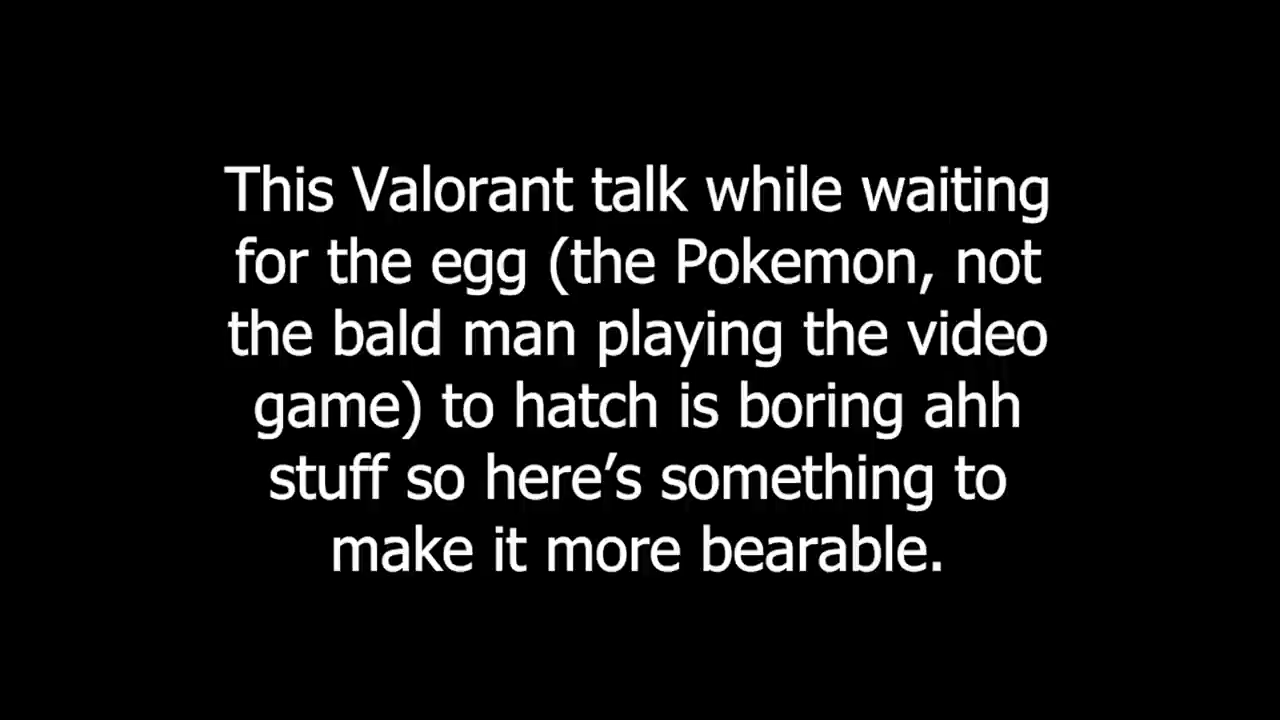 This Valorant talk while waiting
for the egg (the Pokemon, not
the bald man playing the video
game) to hatch is boring ahh
stuff so here’s something to
make it more bearable.